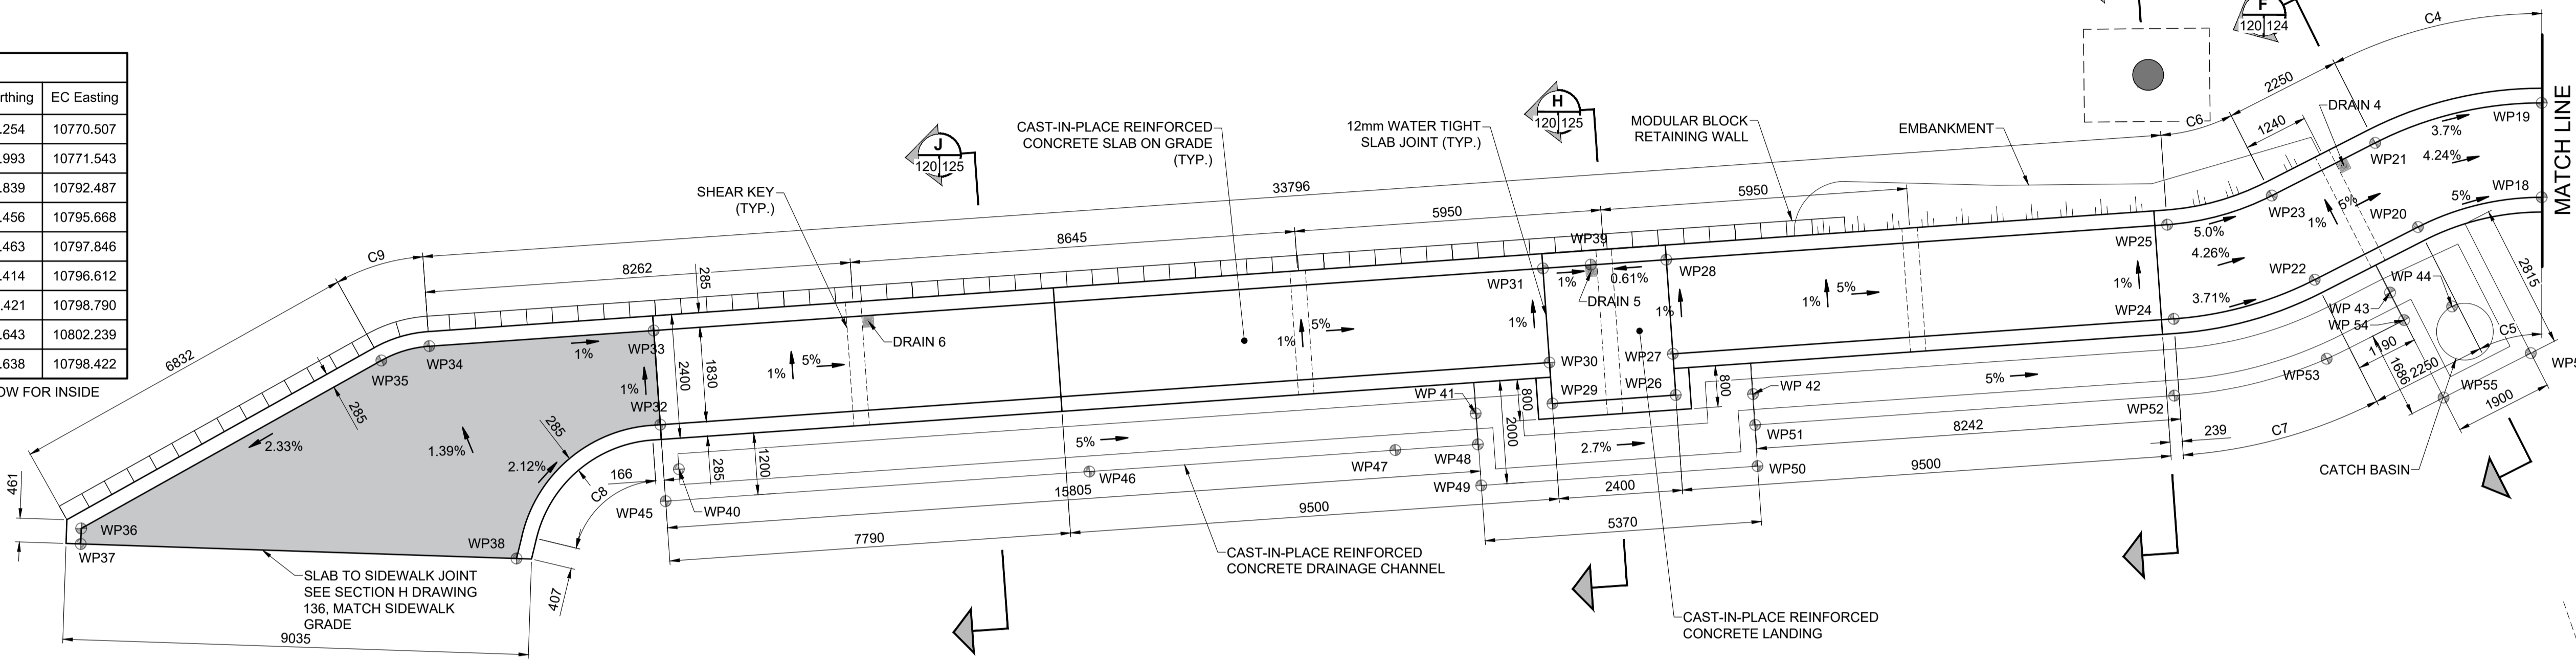 rthing EC Easting
.254 10770.507
.993 10771.543
.839 10792.487
.456 10795.668
.463 10797.846
.414 10796.612
.421 10798.790
.643 10802.239
.638 10798.422
OW FOR INSIDE
F
120 124
C4
2250
DRAIN 4
C6
1240
WP19
3.7%
WP21
4.24%
WP18
5%
MATCH LINE
H
120 125
MODULAR BLOCK
RETAINING WALL
EMBANKMENT
12mm WATER TIGHT
SLAB JOINT (TYP.)
CAST-IN-PLACE REINFORCED
CONCRETE SLAB ON GRADE
(TYP.)
J
120 125
SHEAR KEY
(TYP.)
33796
5950
5950
8645
8262
285
C9
6832
WP39
WP31
1%
0.61%
WP28
DRAIN 5
1%
1%
5%
1%
WP25
5.0%
4.26%
WP23
1%
5%
WP20
WP22
WP 44
2815
WP24
3.71%
WP 43
WP 54
C5
1190
1686
2250
WP5
WP55
1900
WP53
WP52
C7
239
CATCH BASIN
WP34
WP35
1%
WP33
DRAIN 6
1%
5%
1%
5%
1%
1830
2400
WP32
WP30
WP27
WP29
WP26
800
800
2000
WP 41
WP 42
5%
WP51
8242
9500
WP50
WP48
WP47
WP46
WP49
2.7%
2400
5370
5%
1200
285
166
285
C8
285
2.33%
1.39%
2.12%
WP45
WP40
15805
9500
7790
461
WP36
WP37
WP38
407
9035
SLAB TO SIDEWALK JOINT
SEE SECTION H DRAWING
136, MATCH SIDEWALK
GRADE
CAST-IN-PLACE REINFORCED
CONCRETE DRAINAGE CHANNEL
CAST-IN-PLACE REINFORCED
CONCRETE LANDING